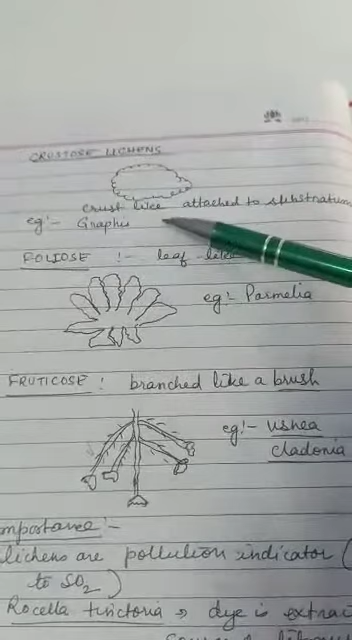 CRUSTOSE LICHENS
crust like attached to substratum
eg:- Graphis
FOLIOSE :- leaf like
eg:- Parmelia
FRUTICOSE : branched like a brush
eg:- Usnea
cladonia
mportance:-
lichens are pollution indicator (
to SO2)
Rocella tinctoria → dye is extrac